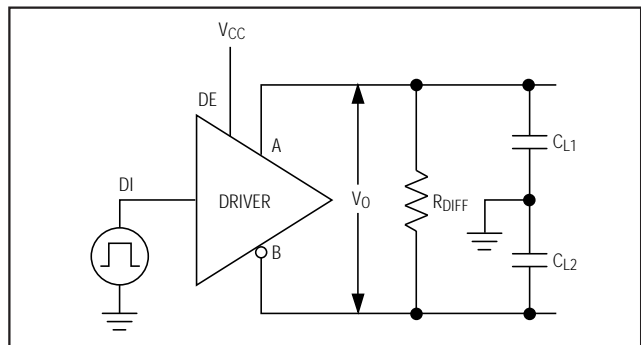 VCC
DE
A
DI
DRIVER
VO
RDIFF
CL1
B
CL2